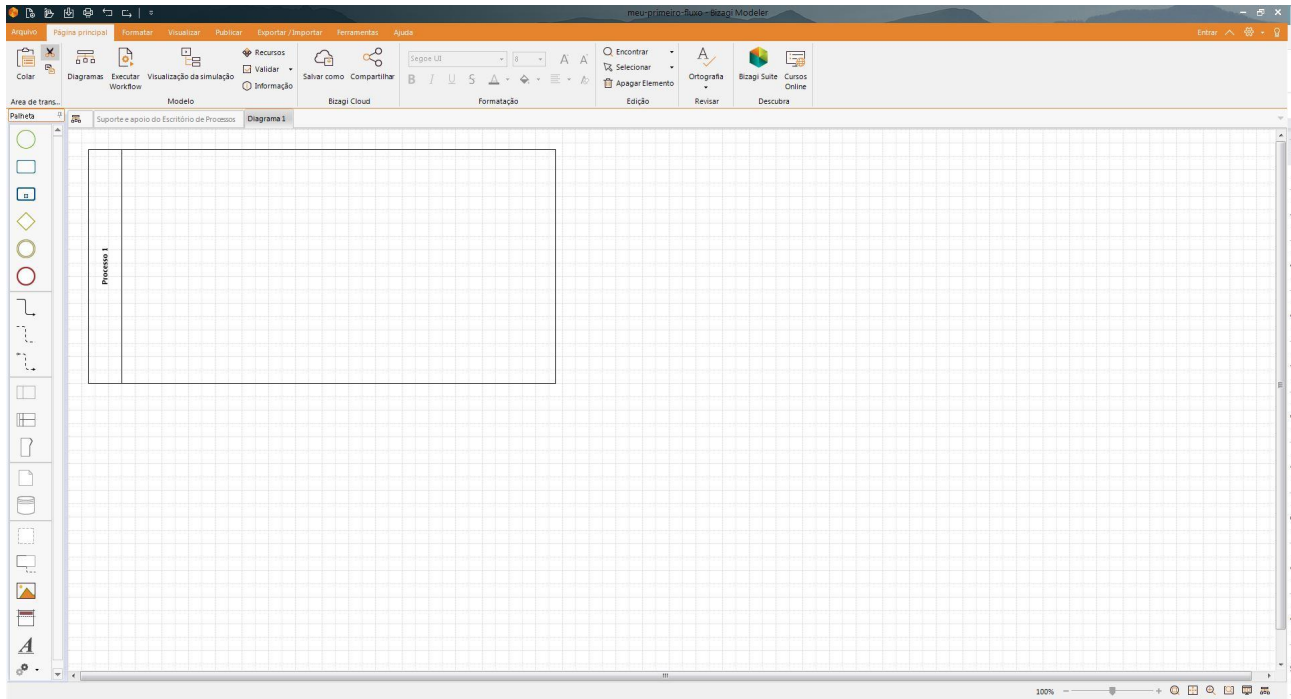 meu-primeiro-fluxo - Bizagi Modeler
Arquivo Página principal Formatar Visualizar Publicar Exportar / Importar Ferramentas Ajuda Entrar
Colar
Diagramas
Executar Workflow
Visualização da simulação
Recursos
Validar
Informação
Salvar como
Compartilhar
Segoe UI 8
A A
B I U S A
Encontrar
Selecionar
Apagar Elemento
Ortografia
Bizagi Suite
Cursos Online
Área de trans... Modelo Bizagi Cloud Formatação Edição Revisar Descubra
Palheta
Suporte e apoio do Escritório de Processos Diagrama 1
Processo 1
A
100%